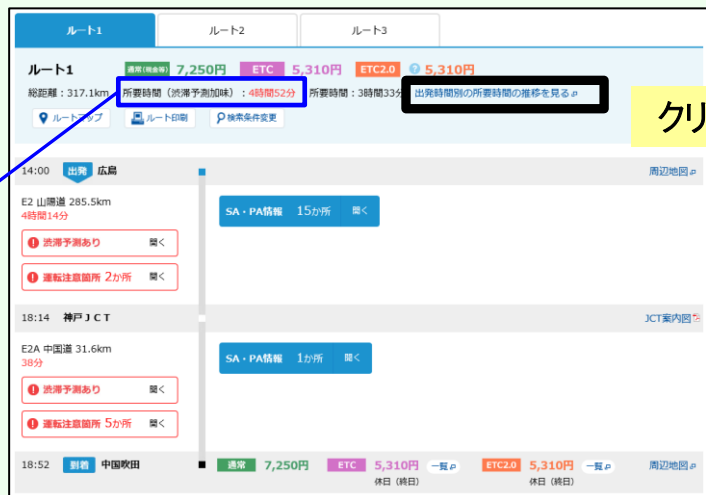 ルート1 ルート2 ルート3
ルート1 通常(現金等) 7,250円 ETC 5,310円 ETC2.0 ? 5,310円
総距離:317.1km 所要時間(渋滞予測加味):4時間52分 所要時間:3時間33分 出発時間別の所要時間の推移を見る
ルートマップ ルート印刷 検索条件変更
クリ
14:00 出発 広島 周辺地図
E2 山陽道 285.5km
4時間14分
SA・PA情報 15か所 開く
渋滞予測あり 開く
運転注意箇所 2か所 開く
18:14 神戸JCT JCT案内図
E2A 中国道 31.6km
38分
SA・PA情報 1か所 開く
渋滞予測あり 開く
運転注意箇所 5か所 開く
18:52 到着 中国吹田 通常 7,250円 ETC 5,310円 一覧 ETC2.0 5,310円 一覧 周辺地図
休日(終日) 休日(終日)